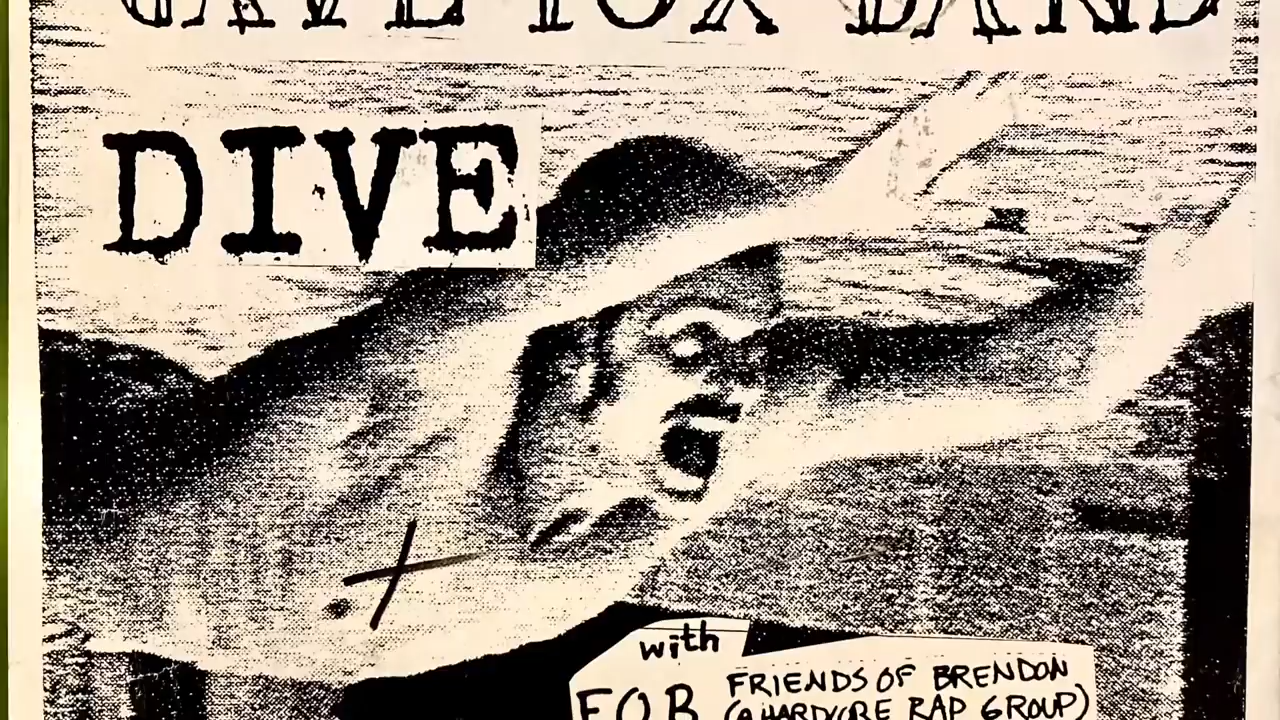 DIVE
with
F.O.B. FRIENDS OF BRENDON
(A HARDCORE RAP GROUP)